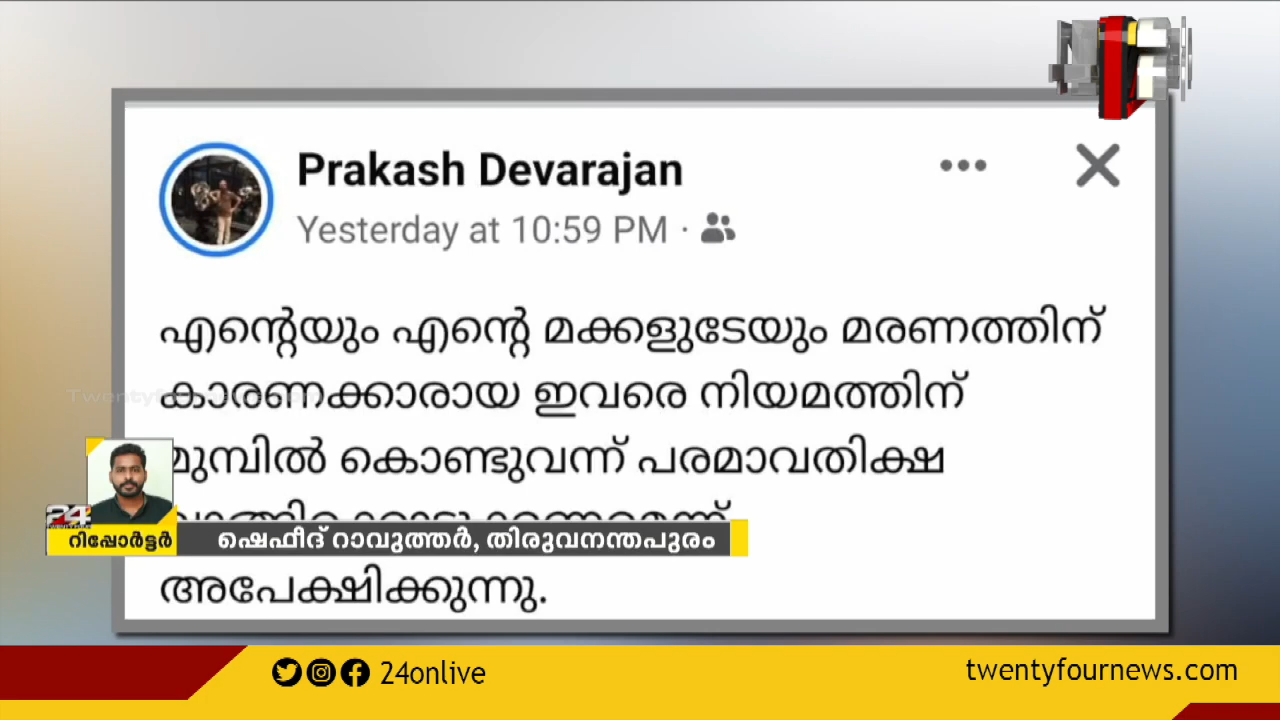 Prakash Devarajan
Yesterday at 10:59 PM ·
എന്റെയും എന്റെ മക്കളുടേയും മരണത്തിന്
കാരണക്കാരായ ഇവരെ നിയമത്തിന്
മുമ്പിൽ കൊണ്ടുവന്ന് പരമാവതിക്ഷ
അപേക്ഷിക്കുന്നു.
24
റിപ്പോർട്ടർ
ഷെഫീദ് റാവുത്തർ, തിരുവനന്തപുരം
24onlive
twentyfournews.com